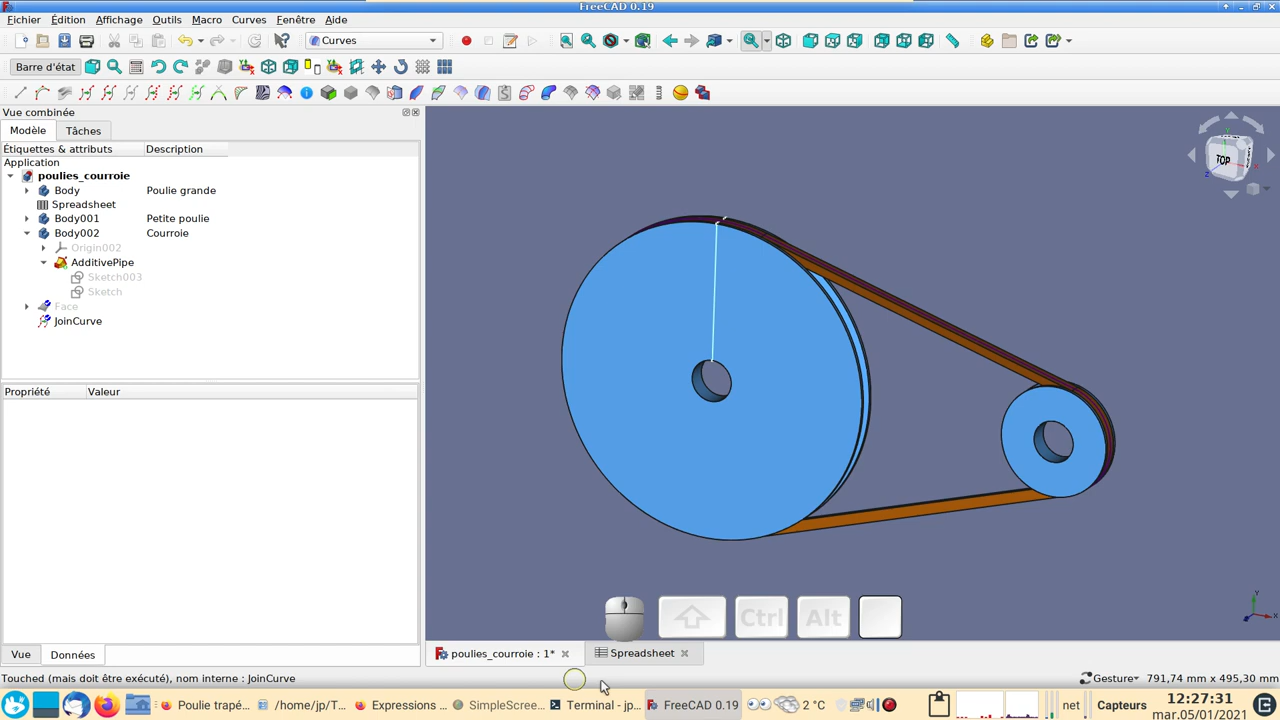 FreeCAD 0.19
Fichier Édition Affichage Outils Macro Curves Fenêtre Aide
Curves
Barre d'état
Vue combinée
Modèle Tâches
Étiquettes & attributs Description
Application
poulies_courroie
Body Poulie grande
Spreadsheet
Body001 Petite poulie
Body002 Courroie
Origin002
AdditivePipe
Sketch003
Sketch
Face
JoinCurve
Propriété Valeur
TOP
Y
X
Ctrl Alt
Vue Données
poulies_courroie : 1* Spreadsheet
Touched (mais doit être exécuté), nom interne : JoinCurve
Gesture 791,74 mm x 495,30 mm
Poulie trapé... /home/jp/T... Expressions ... SimpleScree... Terminal - jp... FreeCAD 0.19 2 °C net 12:27:31
mar.05/01/2021